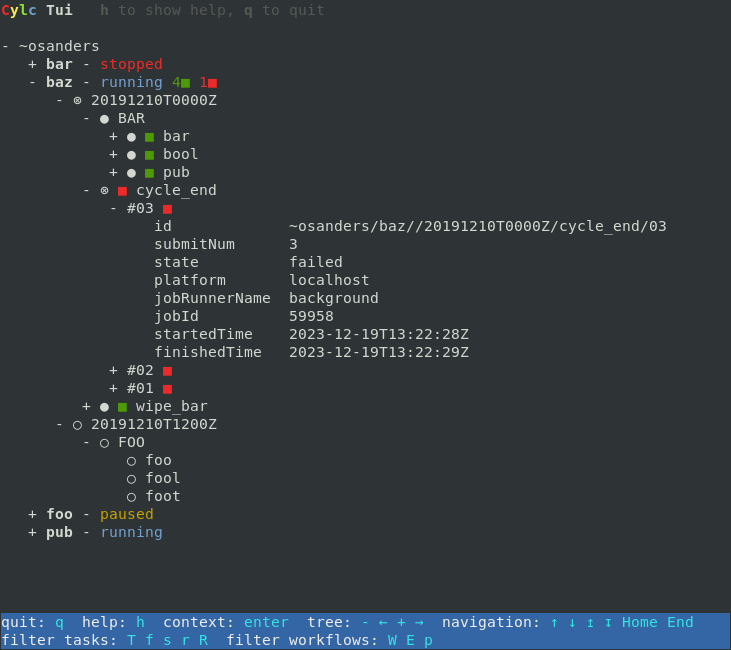 Cylc Tui   h to show help, q to quit
- ~osanders
   + bar - stopped
   - baz - running 4■ 1■
      - ⊗ 20191210T0000Z
         - ● BAR
            + ● ■ bar
            + ● ■ bool
            + ● ■ pub
         - ⊗ ■ cycle_end
            - #03 ■
                 id             ~osanders/baz//20191210T0000Z/cycle_end/03
                 submitNum      3
                 state          failed
                 platform       localhost
                 jobRunnerName  background
                 jobId          59958
                 startedTime    2023-12-19T13:22:28Z
                 finishedTime   2023-12-19T13:22:29Z
            + #02 ■
            + #01 ■
         + ● ■ wipe_bar
      - ○ 20191210T1200Z
         - ○ FOO
              ○ foo
              ○ fool
              ○ foot
   + foo - paused
   + pub - running
quit: q  help: h  context: enter  tree: - ← + →  navigation: ↑ ↓ ↥ ↧ Home End
filter tasks: T f s r R  filter workflows: W E p